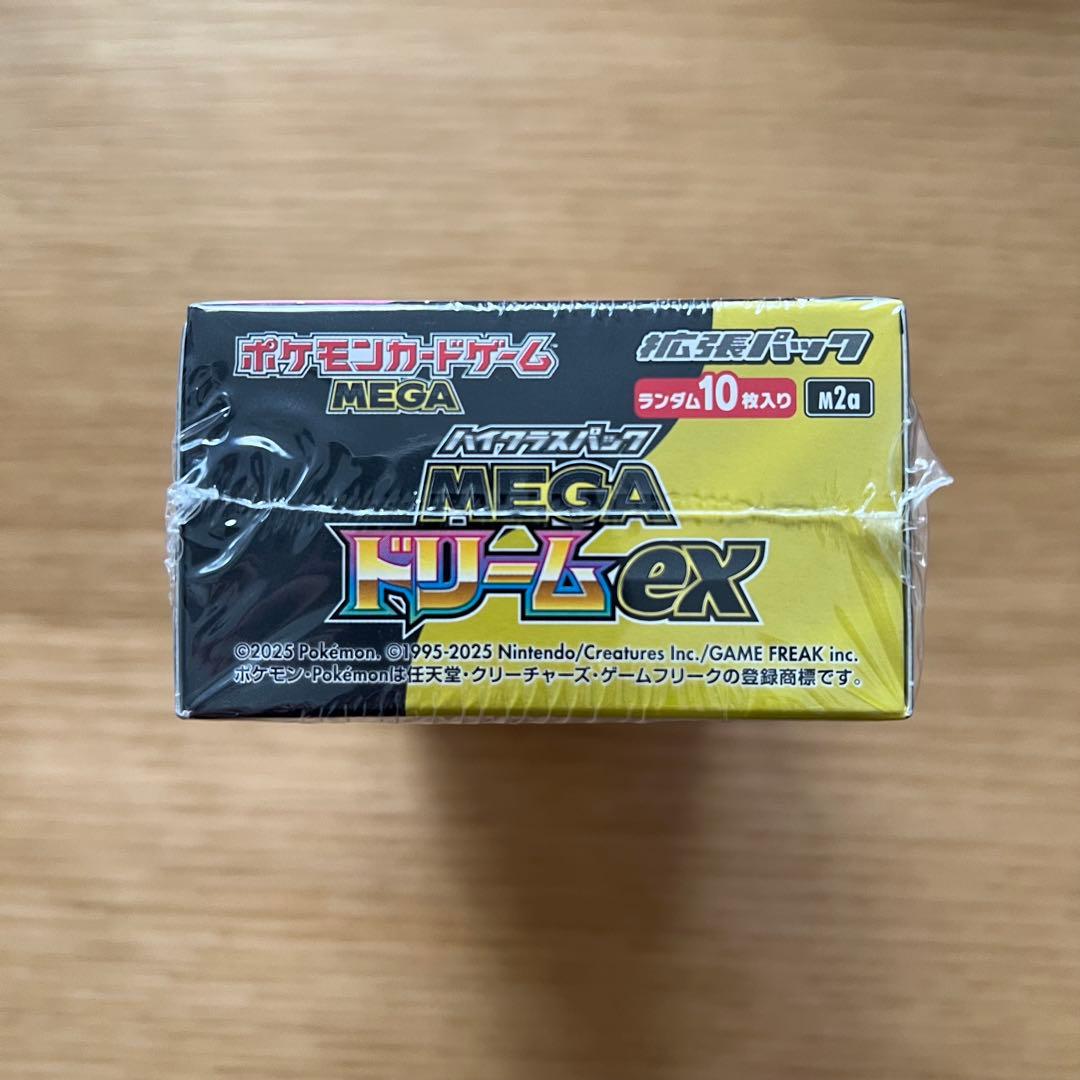 ポケモンカードゲーム
MEGA
拡張パック
ランダム10枚入り M2a
ハイクラスパック
MEGA
ドリームex
©2025 Pokémon. ©1995-2025 Nintendo/Creatures Inc./GAME FREAK inc.
ポケモン・Pokémonは任天堂・クリーチャーズ・ゲームフリークの登録商標です。